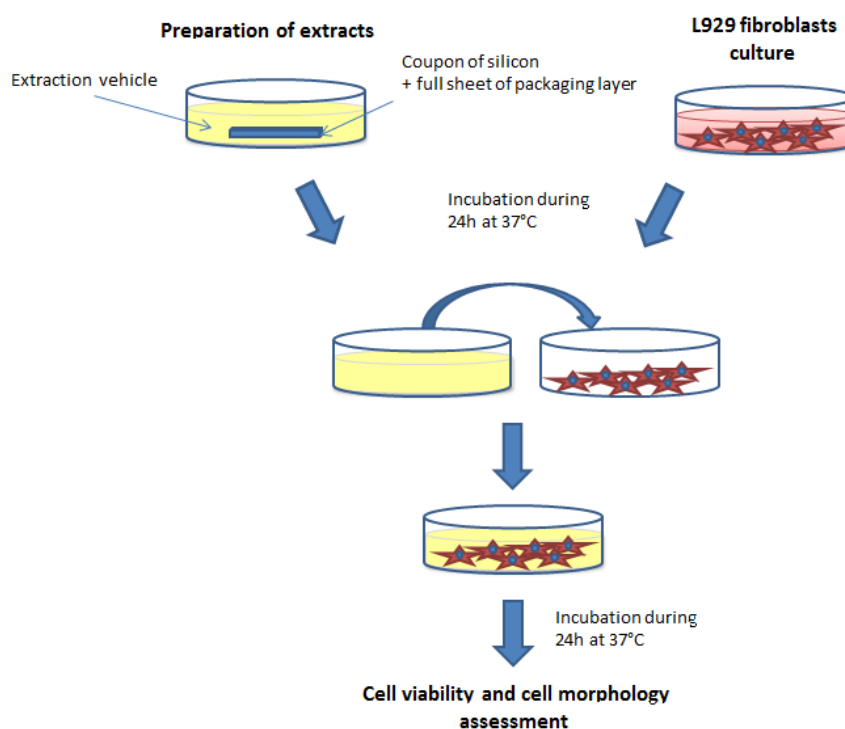 Preparation of extracts
L929 fibroblasts
culture
Extraction vehicle
Coupon of silicon
+ full sheet of packaging layer
Incubation during
24h at 37°C
Incubation during
24h at 37°C
Cell viability and cell morphology
assessment